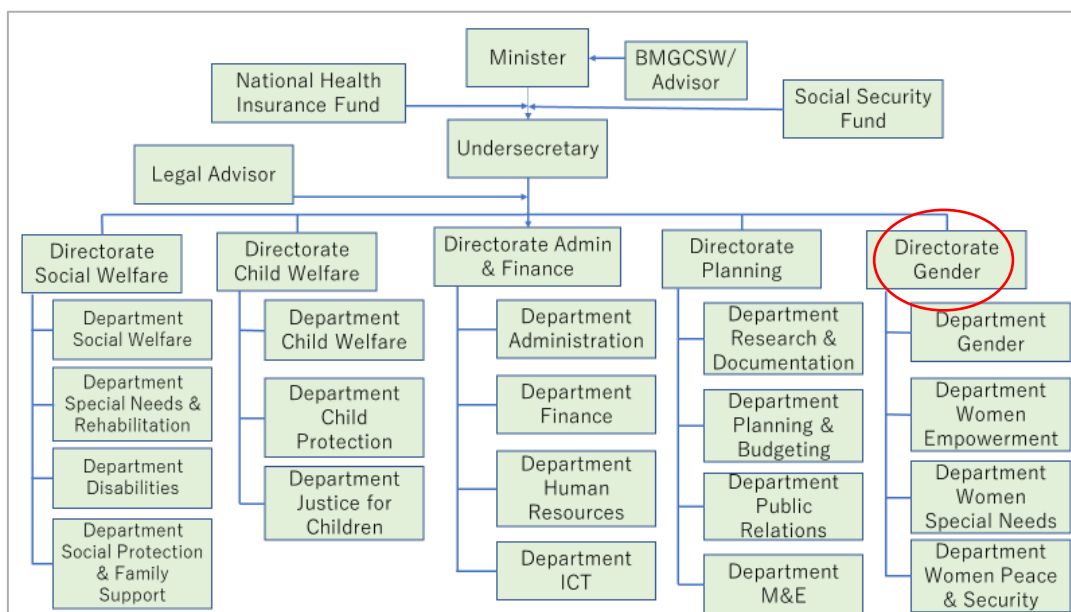 Minister
BMGCSW/
Advisor
National Health
Insurance Fund
Social Security
Fund
Undersecretary
Legal Advisor
Directorate
Social Welfare
Directorate
Child Welfare
Directorate Admin
& Finance
Directorate
Planning
Directorate
Gender
Department
Social Welfare
Department
Special Needs &
Rehabilitation
Department
Disabilities
Department
Social Protection
& Family
Support
Department
Child Welfare
Department
Child
Protection
Department
Justice for
Children
Department
Administration
Department
Finance
Department
Human
Resources
Department
ICT
Department
Research &
Documentation
Department
Planning &
Budgeting
Department
Public
Relations
Department
M&E
Department
Gender
Department
Women
Empowerment
Department
Women
Special Needs
Department
Women Peace
& Security